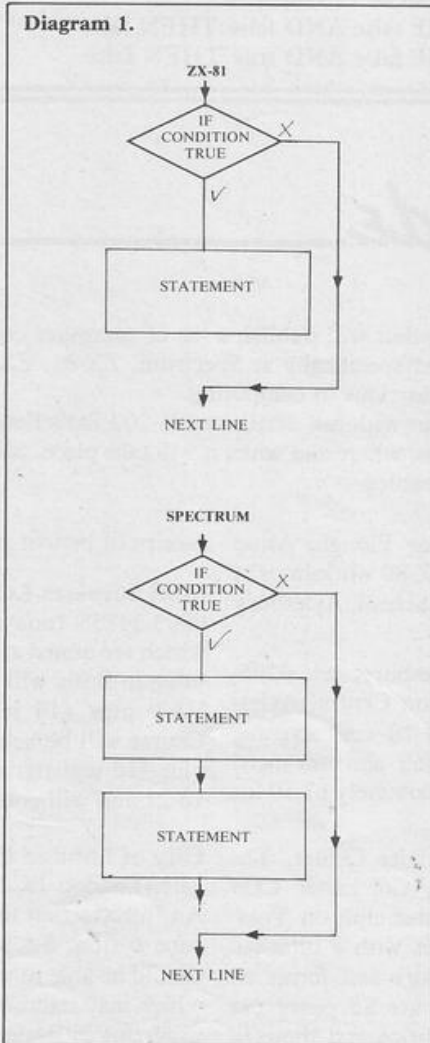 Diagram 1.
ZX-81
IF
CONDITION
TRUE
X
✓
STATEMENT
NEXT LINE
SPECTRUM
IF
CONDITION
TRUE
X
✓
STATEMENT
STATEMENT
NEXT LINE